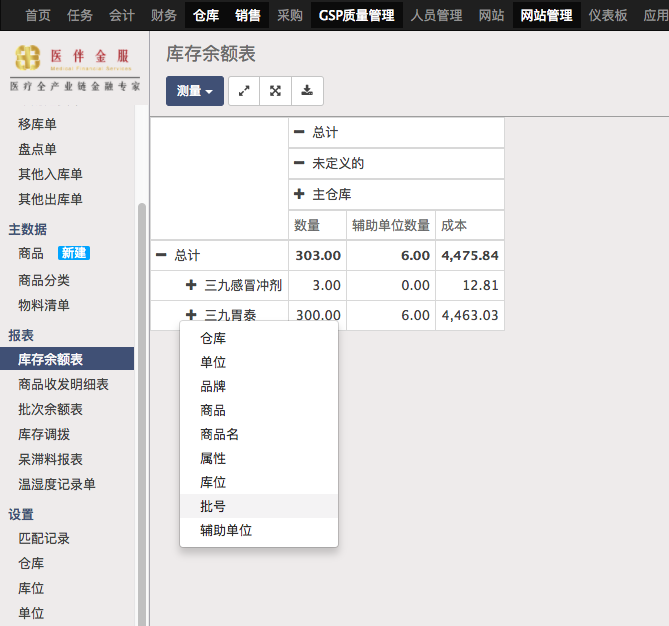 首页 任务 会计 财务 仓库 销售 采购 GSP质量管理 人员管理 网站 网站管理 仪表板 应用
医伴金服
Medical Financial Services
医疗全产业链金融专家
移库单
盘点单
其他入库单
其他出库单
主数据
商品 新建
商品分类
物料清单
报表
库存余额表
商品收发明细表
批次余额表
库存调拨
呆滞料报表
温湿度记录单
设置
匹配记录
仓库
库位
单位
库存余额表
测量
总计
未定义的
主仓库
数量 辅助单位数量 成本
总计 303.00 6.00 4,475.84
三九感冒冲剂 3.00 0.00 12.81
三九胃泰 300.00 6.00 4,463.03
仓库
单位
品牌
商品
商品名
属性
库位
批号
辅助单位